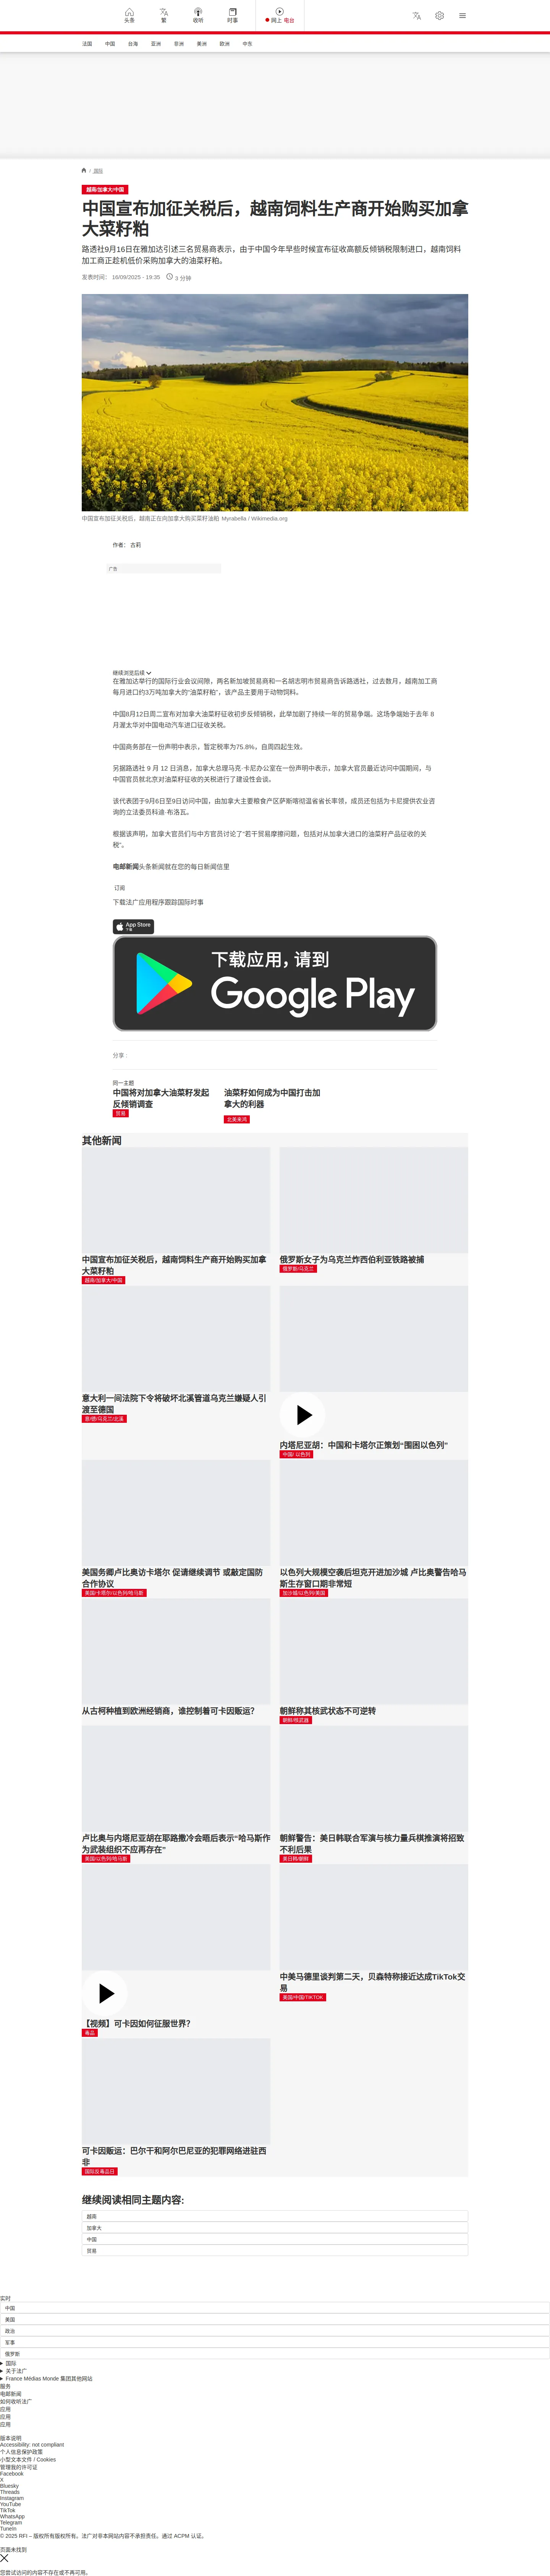 头条
繁
收听
时事
网上 电台
法国
中国
台海
亚洲
非洲
美洲
欧洲
中东
/ 国际
越南/加拿大/中国
中国宣布加征关税后，越南饲料生产商开始购买加拿
大菜籽粕
路透社9月16日在雅加达引述三名贸易商表示，由于中国今年早些时候宣布征收高额反倾销税限制进口，越南饲料
加工商正趁机低价采购加拿大的油菜籽粕。
发表时间： 16/09/2025 - 19:35
3 分钟
中国宣布加征关税后，越南正在向加拿大购买菜籽油粕 Myrabella / Wikimedia.org
作者： 古莉
广告
继续浏览后续
在雅加达举行的国际行业会议间隙，两名新加坡贸易商和一名胡志明市贸易商告诉路透社，过去数月，越南加工商
每月进口约3万吨加拿大的“油菜籽粕”，该产品主要用于动物饲料。
中国8月12日周二宣布对加拿大油菜籽征收初步反倾销税，此举加剧了持续一年的贸易争端。这场争端始于去年 8
月渥太华对中国电动汽车进口征收关税。
中国商务部在一份声明中表示，暂定税率为75.8%，自周四起生效。
另据路透社 9 月 12 日消息，加拿大总理马克·卡尼办公室在一份声明中表示，加拿大官员最近访问中国期间，与
中国官员就北京对油菜籽征收的关税进行了建设性会谈。
该代表团于9月6日至9日访问中国，由加拿大主要粮食产区萨斯喀彻温省省长率领，成员还包括为卡尼提供农业咨
询的立法委员科迪·布洛瓦。
根据该声明，加拿大官员们与中方官员讨论了“若干贸易摩擦问题，包括对从加拿大进口的油菜籽产品征收的关
税”。
电邮新闻头条新闻就在您的每日新闻信里
订阅
下载法广应用程序跟踪国际时事
App Store
下载
下载应用，请到
Google Play
分享 :
同一主题
中国将对加拿大油菜籽发起
反倾销调查
贸易
油菜籽如何成为中国打击加
拿大的利器
北美来鸿
其他新闻
中国宣布加征关税后，越南饲料生产商开始购买加拿
大菜籽粕
越南/加拿大/中国
俄罗斯女子为乌克兰炸西伯利亚铁路被捕
俄罗斯/乌克兰
意大利一间法院下令将破坏北溪管道乌克兰嫌疑人引
渡至德国
意/德/乌克兰/北溪
内塔尼亚胡：中国和卡塔尔正策划“围困以色列”
中国/ 以色列
美国务卿卢比奥访卡塔尔 促请继续调节 或敲定国防
合作协议
美国/卡塔尔/以色列/哈马斯
以色列大规模空袭后坦克开进加沙城 卢比奥警告哈马
斯生存窗口期非常短
加沙城/以色列/美国
从古柯种植到欧洲经销商，谁控制着可卡因贩运？
朝鲜称其核武状态不可逆转
朝鲜/核武器
卢比奥与内塔尼亚胡在耶路撒冷会晤后表示“哈马斯作
为武装组织不应再存在”
美国/以色列/哈马斯
朝鲜警告：美日韩联合军演与核力量兵棋推演将招致
不利后果
美日韩/朝鲜
【视频】可卡因如何征服世界？
毒品
中美马德里谈判第二天，贝森特称接近达成TikTok交
易
美国/中国/TIKTOK
可卡因贩运：巴尔干和阿尔巴尼亚的犯罪网络进驻西
非
国际反毒品日
继续阅读相同主题内容:
越南
加拿大
中国
贸易
实时
中国
美国
政治
军事
俄罗斯
国际
关于法广
France Médias Monde 集团其他网站
服务
电邮新闻
如何收听法广
应用
应用
应用
版本说明
Accessibility: not compliant
个人信息保护政策
小型文本文件 / Cookies
管理我的许可证
Facebook
X
Bluesky
Threads
Instagram
YouTube
TikTok
WhatsApp
Telegram
TuneIn
© 2025 RFI – 版权所有版权所有。法广对非本网站内容不承担责任。通过 ACPM 认证。
页面未找到
您尝试访问的内容不存在或不再可用。